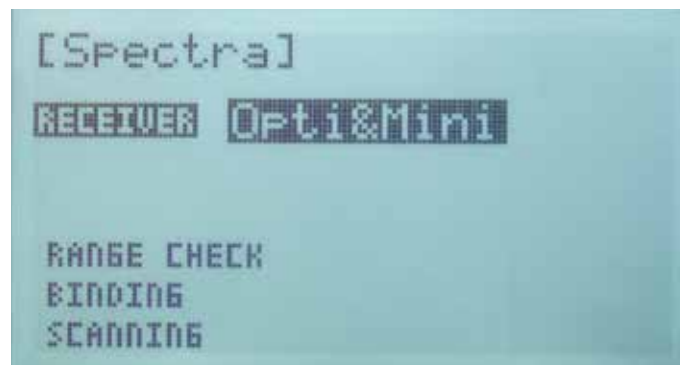 [Spectra]
RECEIVER Opti&Mini
RANGE CHECK
BINDING
SCANNING